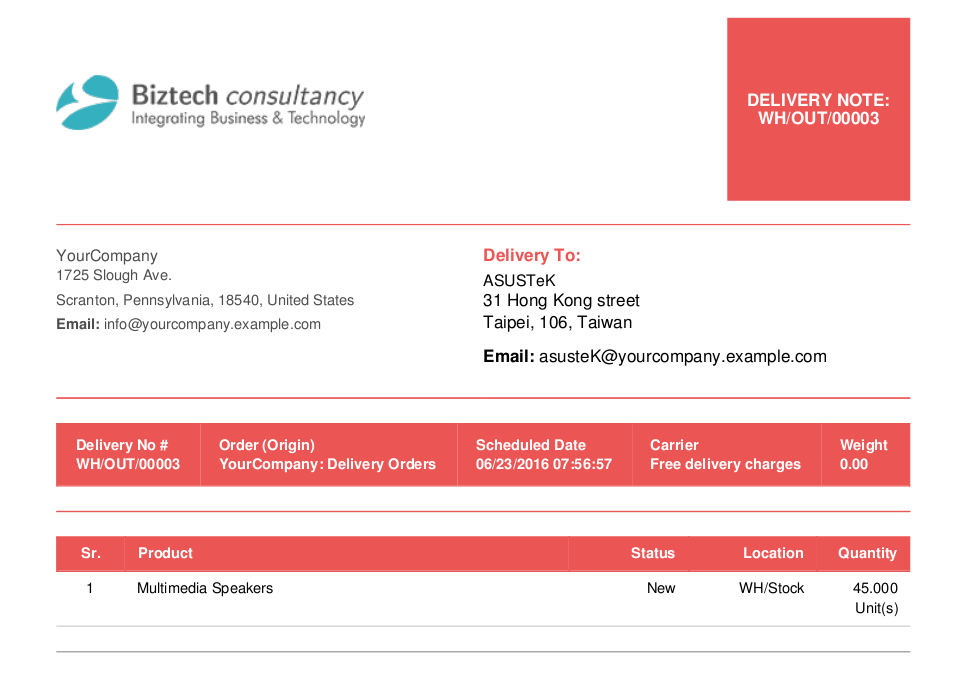 Biztech consultancy
Integrating Business & Technology
DELIVERY NOTE:
WH/OUT/00003
YourCompany
1725 Slough Ave.
Scranton, Pennsylvania, 18540, United States
Email: info@yourcompany.example.com
Delivery To:
ASUSTeK
31 Hong Kong street
Taipei, 106, Taiwan
Email: asusteK@yourcompany.example.com
Delivery No # Order (Origin) Scheduled Date Carrier Weight
WH/OUT/00003 YourCompany: Delivery Orders 06/23/2016 07:56:57 Free delivery charges 0.00
Sr. Product Status Location Quantity
1 Multimedia Speakers New WH/Stock 45.000
Unit(s)